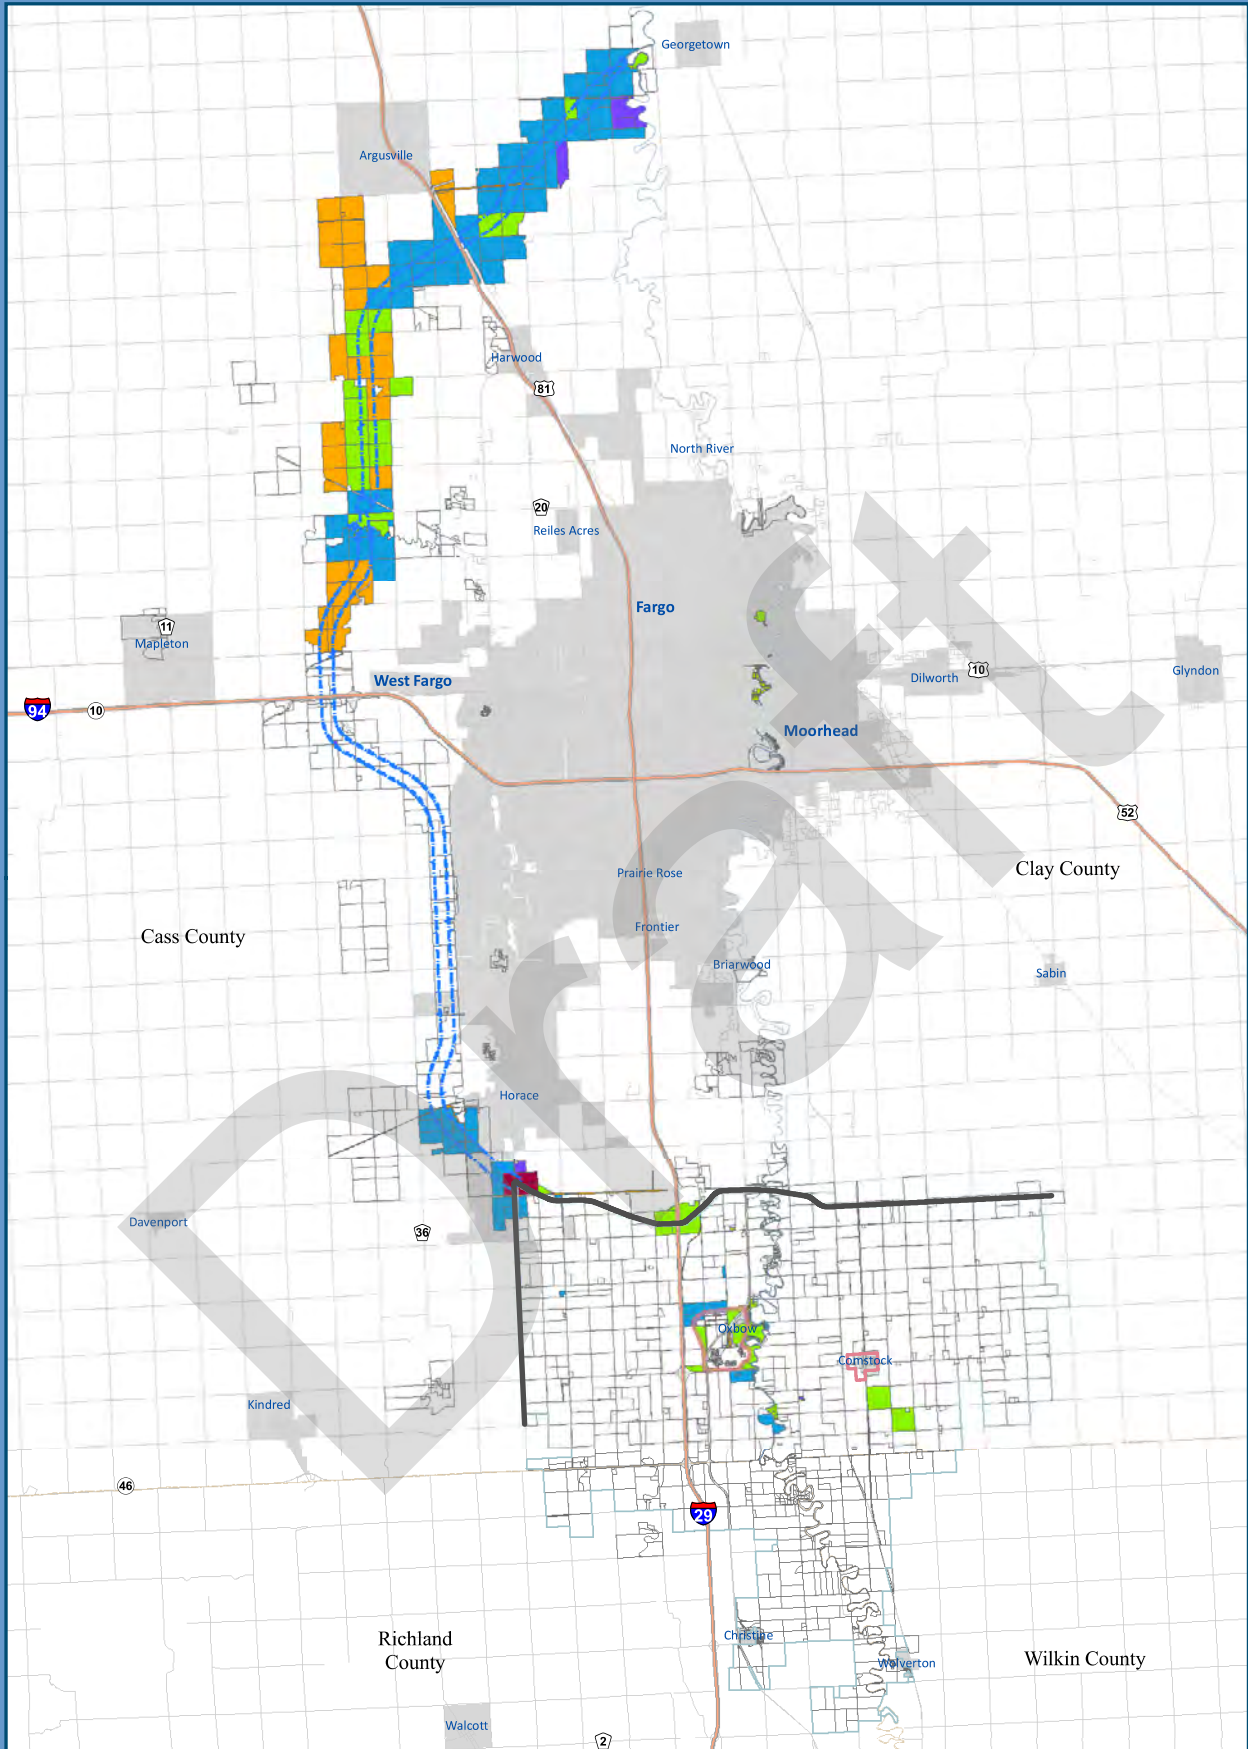 Georgetown
Argusville
Harwood
81
North River
20
Reiles Acres
Fargo
11
Mapleton
West Fargo
Dilworth
10
Glyndon
94
10
Moorhead
52
Prairie Rose
Clay County
Frontier
Cass County
Briarwood
Sabin
Horace
Davenport
36
Oxbow
Comstock
Kindred
46
29
Christine
Richland
County
Wolverton
Wilkin County
Walcott
2
Draft